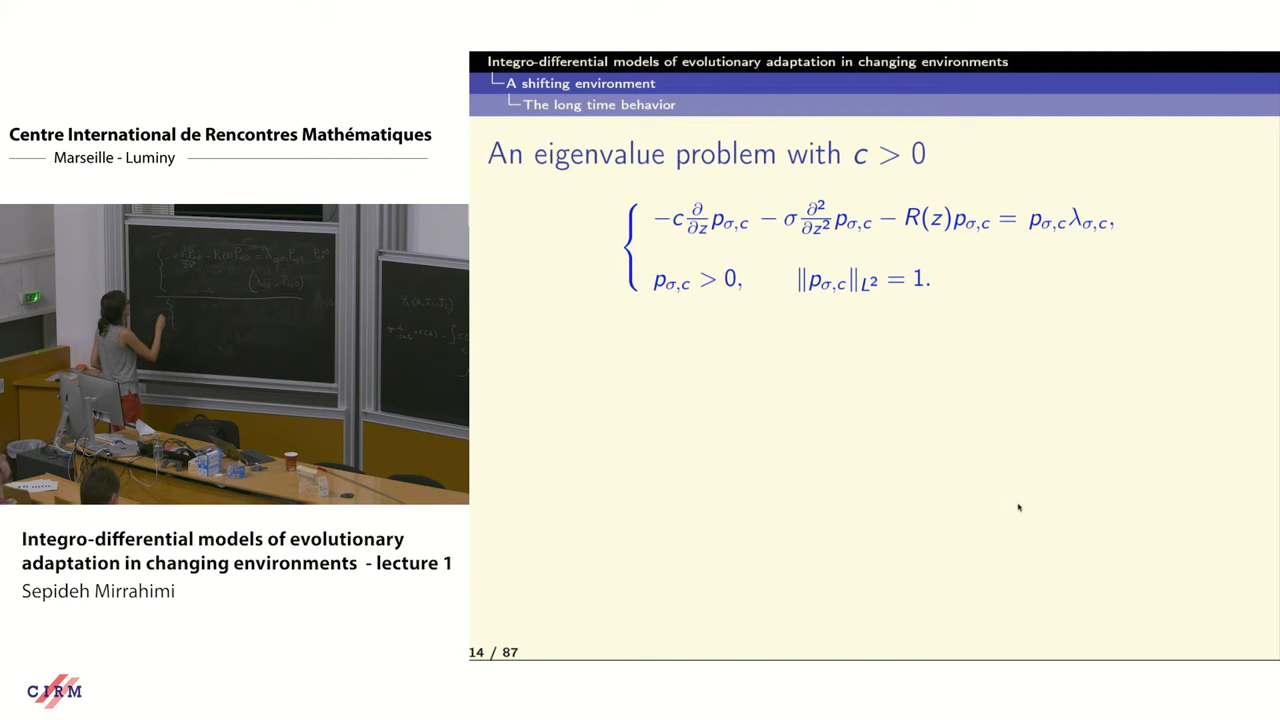 Centre International de Rencontres Mathématiques
Marseille - Luminy
Integro-differential models of evolutionary
adaptation in changing environments - lecture 1
Sepideh Mirrahimi
CIRM
Integro-differential models of evolutionary adaptation in changing environments
A shifting environment
The long time behavior
An eigenvalue problem with c > 0
−c ∂/∂z p_{σ,c} − σ ∂²/∂z² p_{σ,c} − R(z)p_{σ,c} = p_{σ,c}λ_{σ,c},
p_{σ,c} > 0, ‖p_{σ,c}‖_{L²} = 1.
14 / 87